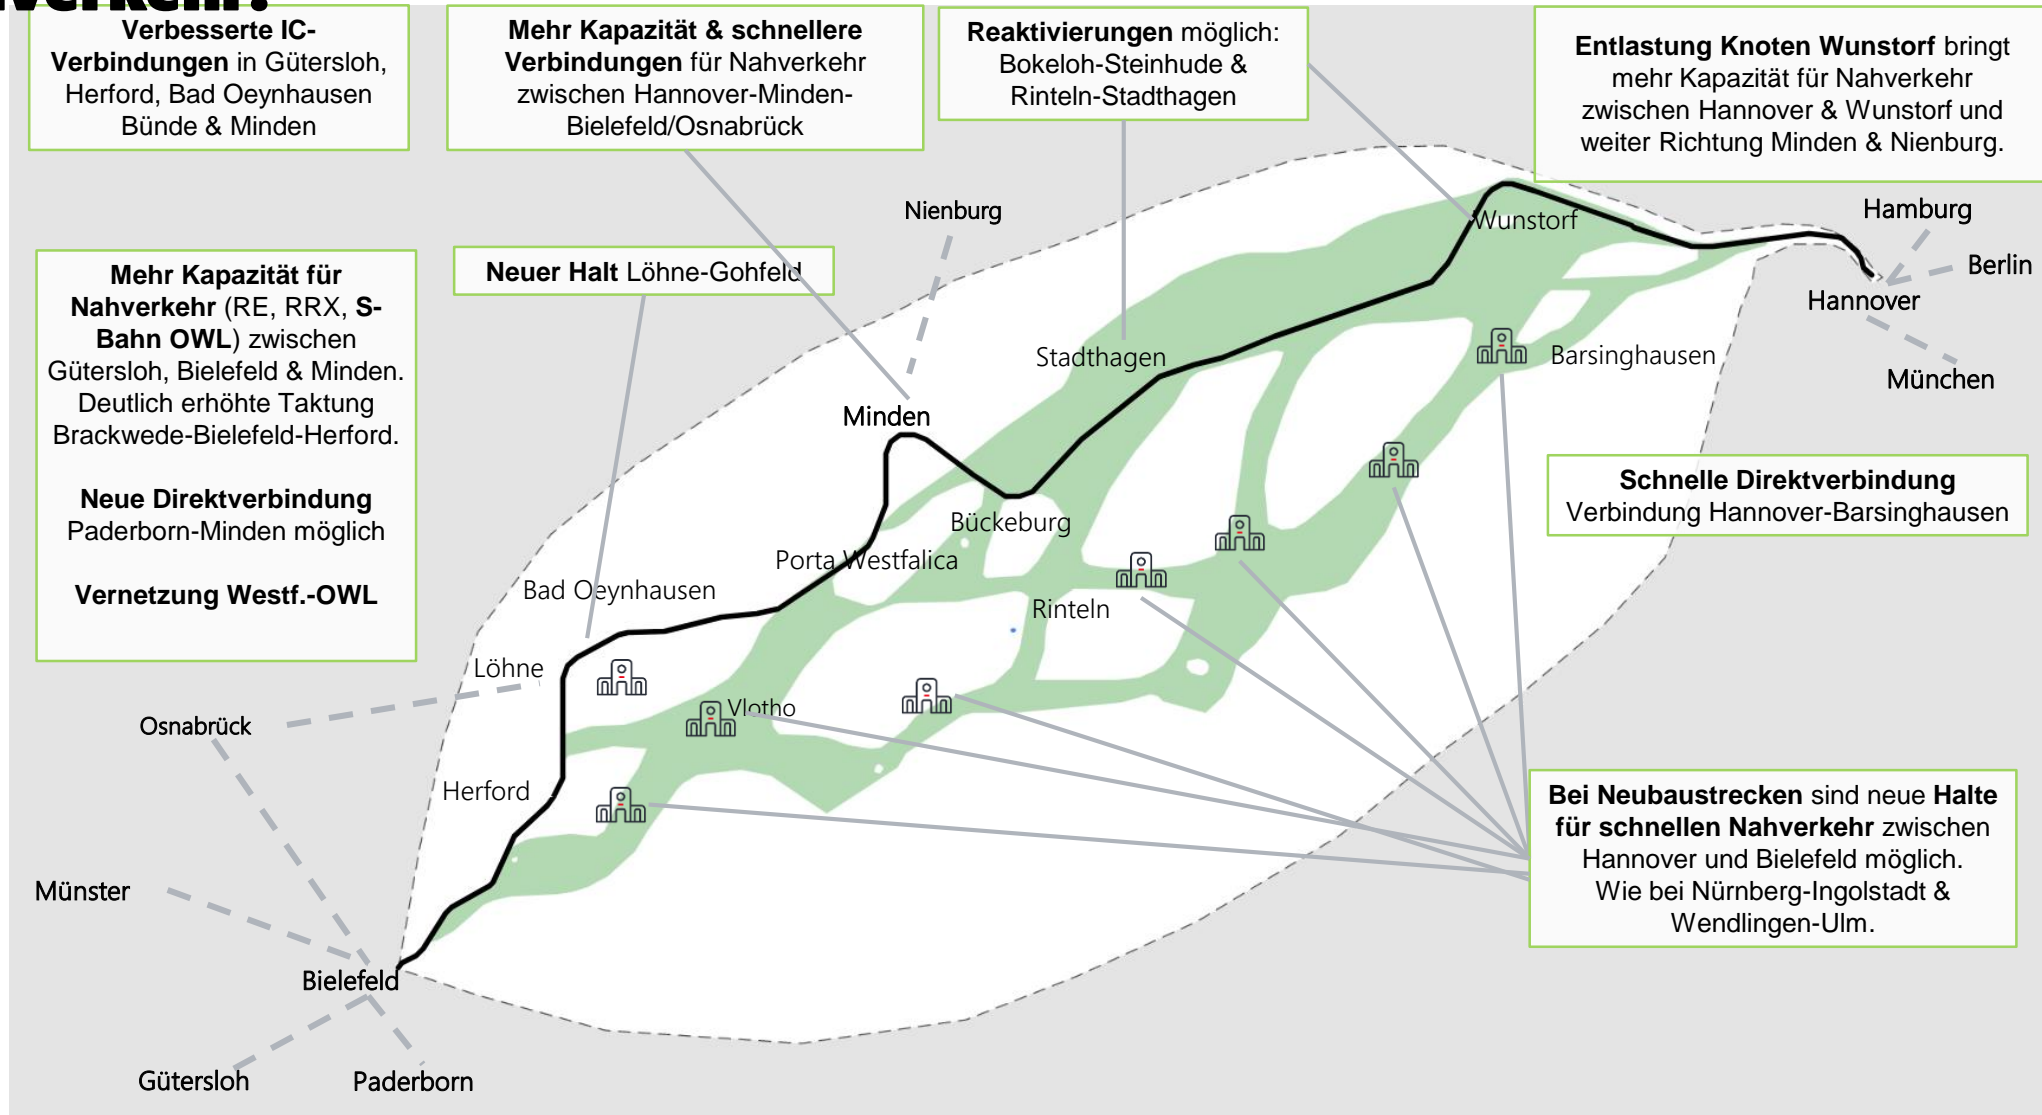 Verbesserte IC-
Verbindungen in Gütersloh,
Herford, Bad Oeynhausen
Bünde & Minden
Mehr Kapazität & schnellere
Verbindungen für Nahverkehr
zwischen Hannover-Minden-
Bielefeld/Osnabrück
Reaktivierungen möglich:
Bokeloh-Steinhude &
Rinteln-Stadthagen
Entlastung Knoten Wunstorf bringt
mehr Kapazität für Nahverkehr
zwischen Hannover & Wunstorf und
weiter Richtung Minden & Nienburg.
Nienburg
Wunstorf
Hamburg
Berlin
Hannover
München
Neuer Halt Löhne-Gohfeld
Mehr Kapazität für
Nahverkehr (RE, RRX, S-
Bahn OWL) zwischen
Gütersloh, Bielefeld & Minden.
Deutlich erhöhte Taktung
Brackwede-Bielefeld-Herford.
Neue Direktverbindung
Paderborn-Minden möglich
Vernetzung Westf.-OWL
Stadthagen
Barsinghausen
Minden
Schnelle Direktverbindung
Verbindung Hannover-Barsinghausen
Bückeburg
Porta Westfalica
Bad Oeynhausen
Rinteln
Löhne
Vlotho
Osnabrück
Herford
Bei Neubaustrecken sind neue Halte
für schnellen Nahverkehr zwischen
Hannover und Bielefeld möglich.
Wie bei Nürnberg-Ingolstadt &
Wendlingen-Ulm.
Münster
Bielefeld
Gütersloh
Paderborn